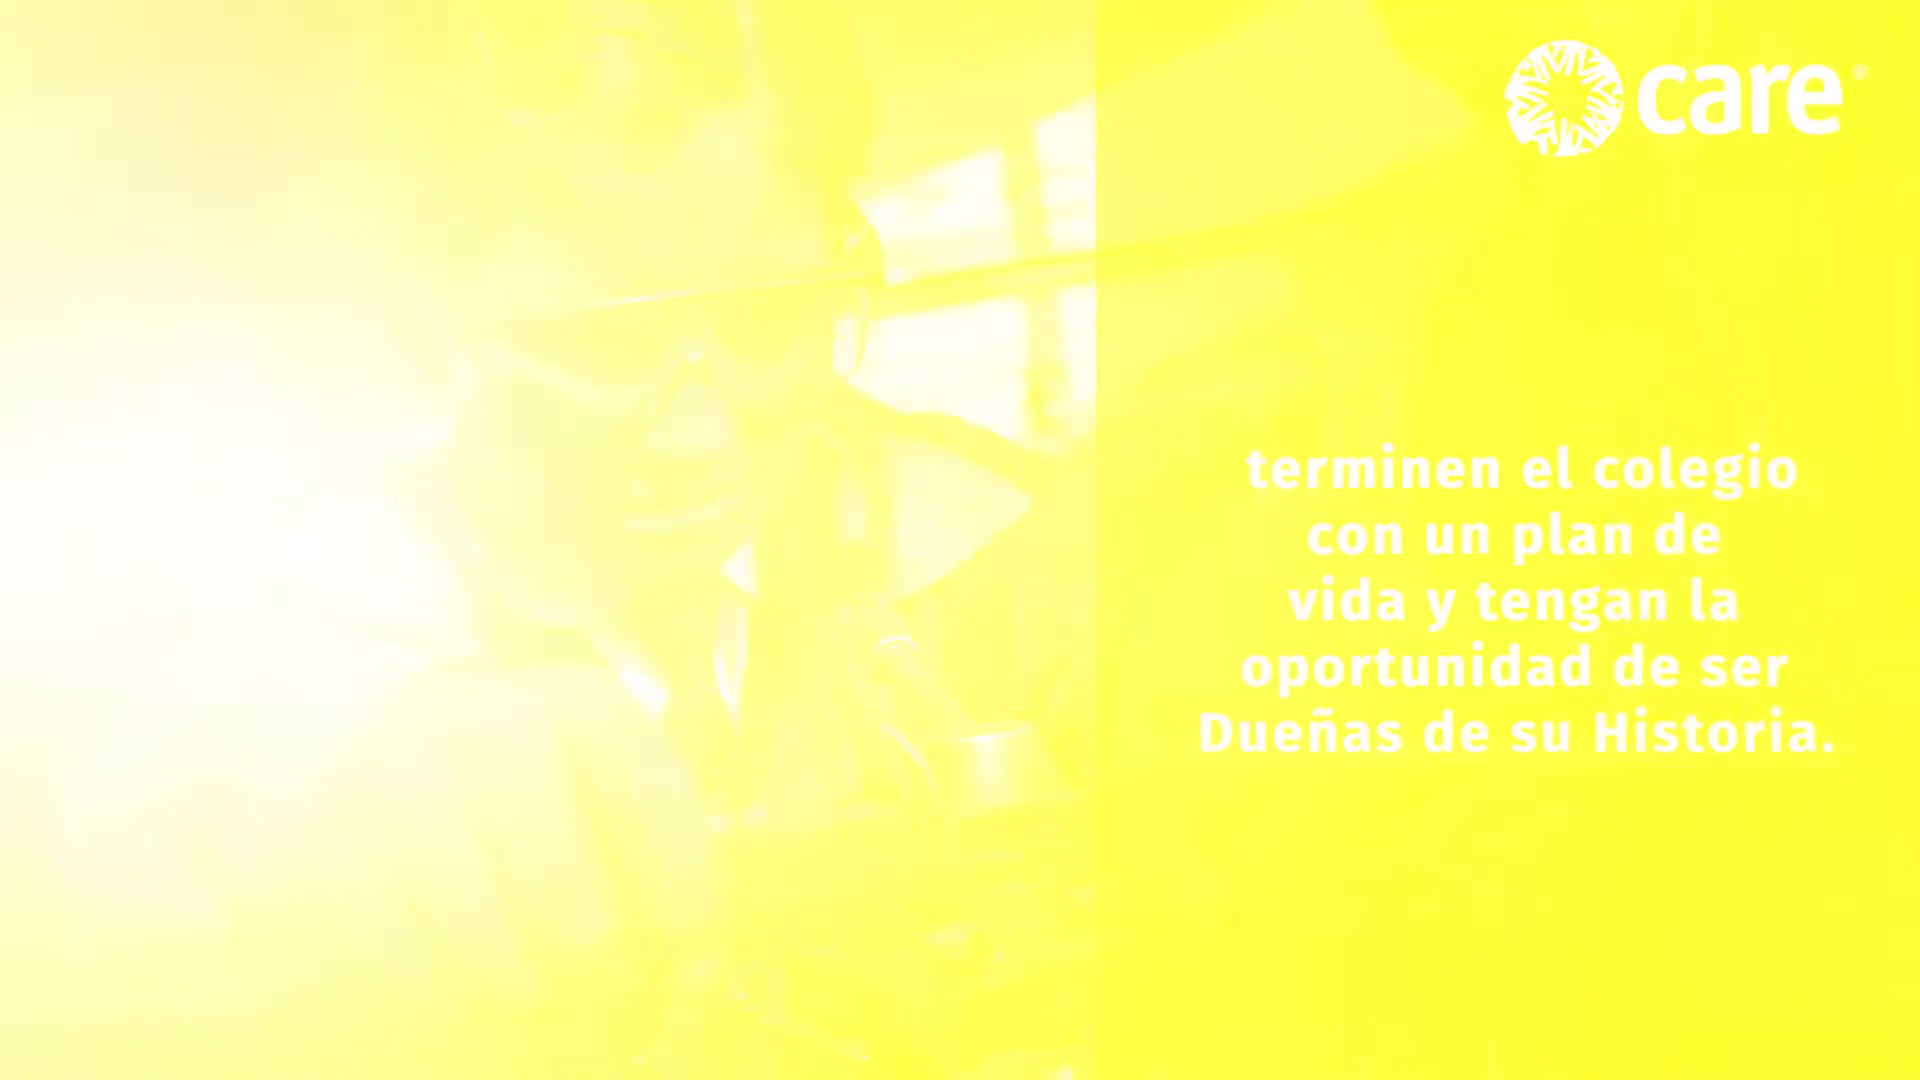 care
terminen el colegio
con un plan de
vida y tengan la
oportunidad de ser
Dueñas de su Historia.